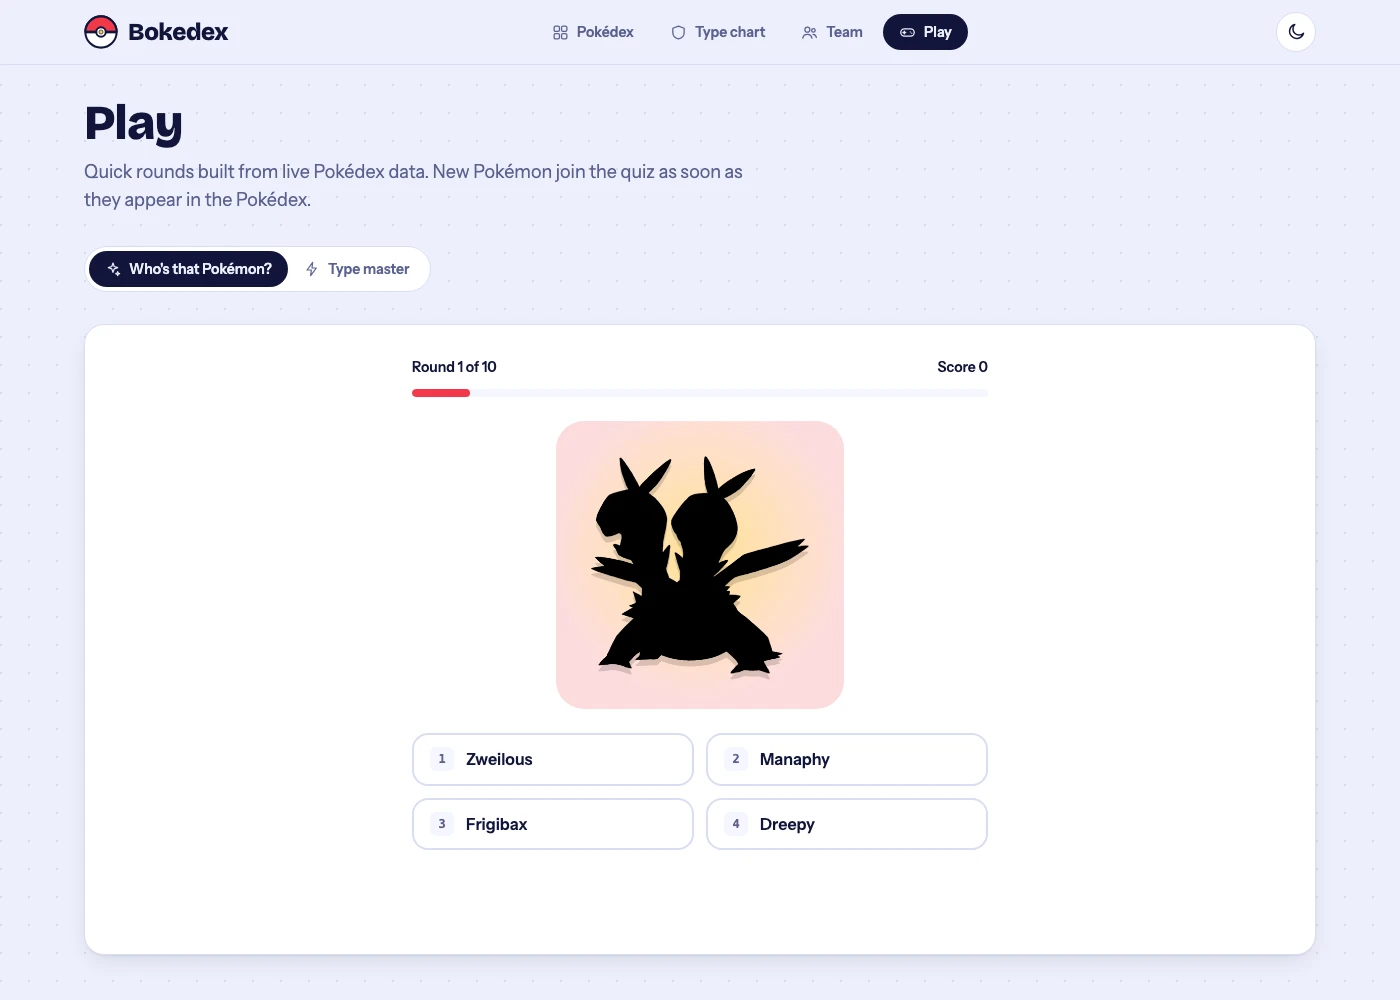 Bokedex
Pokédex
Type chart
Team
Play
Play
Quick rounds built from live Pokédex data. New Pokémon join the quiz as soon as
they appear in the Pokédex.
Who's that Pokémon?
Type master
Round 1 of 10
Score 0
1 Zweilous
2 Manaphy
3 Frigibax
4 Dreepy